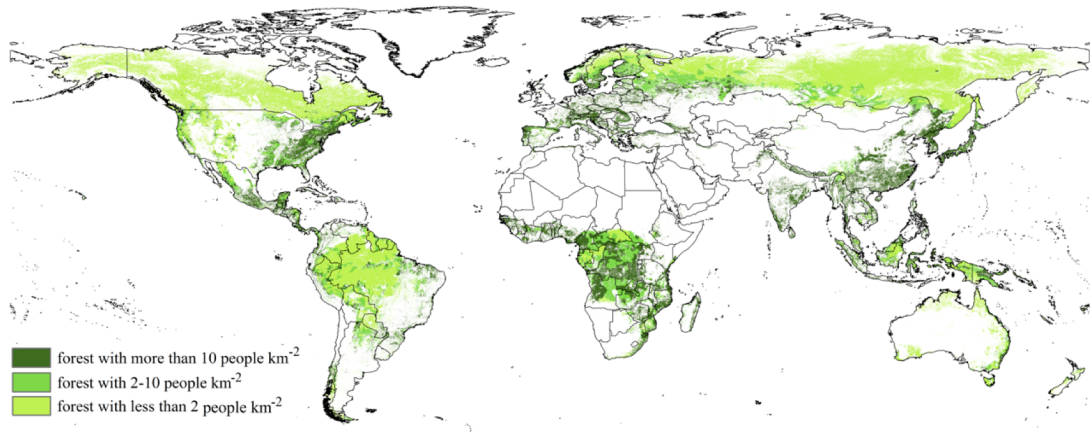 forest with more than 10 people km⁻²
forest with 2-10 people km⁻²
forest with less than 2 people km⁻²